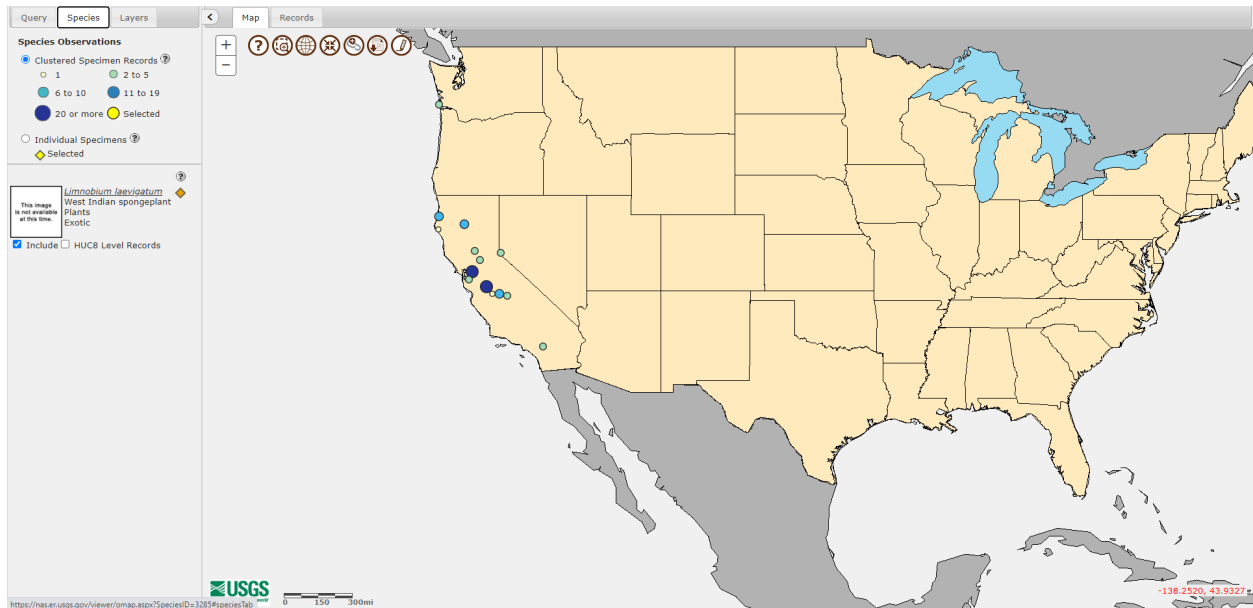 Query Species Layers Map Records
Species Observations
Clustered Specimen Records ?
1 2 to 5
6 to 10 11 to 19
20 or more Selected
Individual Specimens ?
Selected
?
This image
is not available
at this time.
Limnobium laevigatum
West Indian spongeplant
Plants
Exotic
Include HUC8 Level Records
+
−
?
USGS
0 150 300mi
-138.2520, 43.9327
https://nas.er.usgs.gov/viewer/omap.aspx?SpeciesID=3285#speciesTab